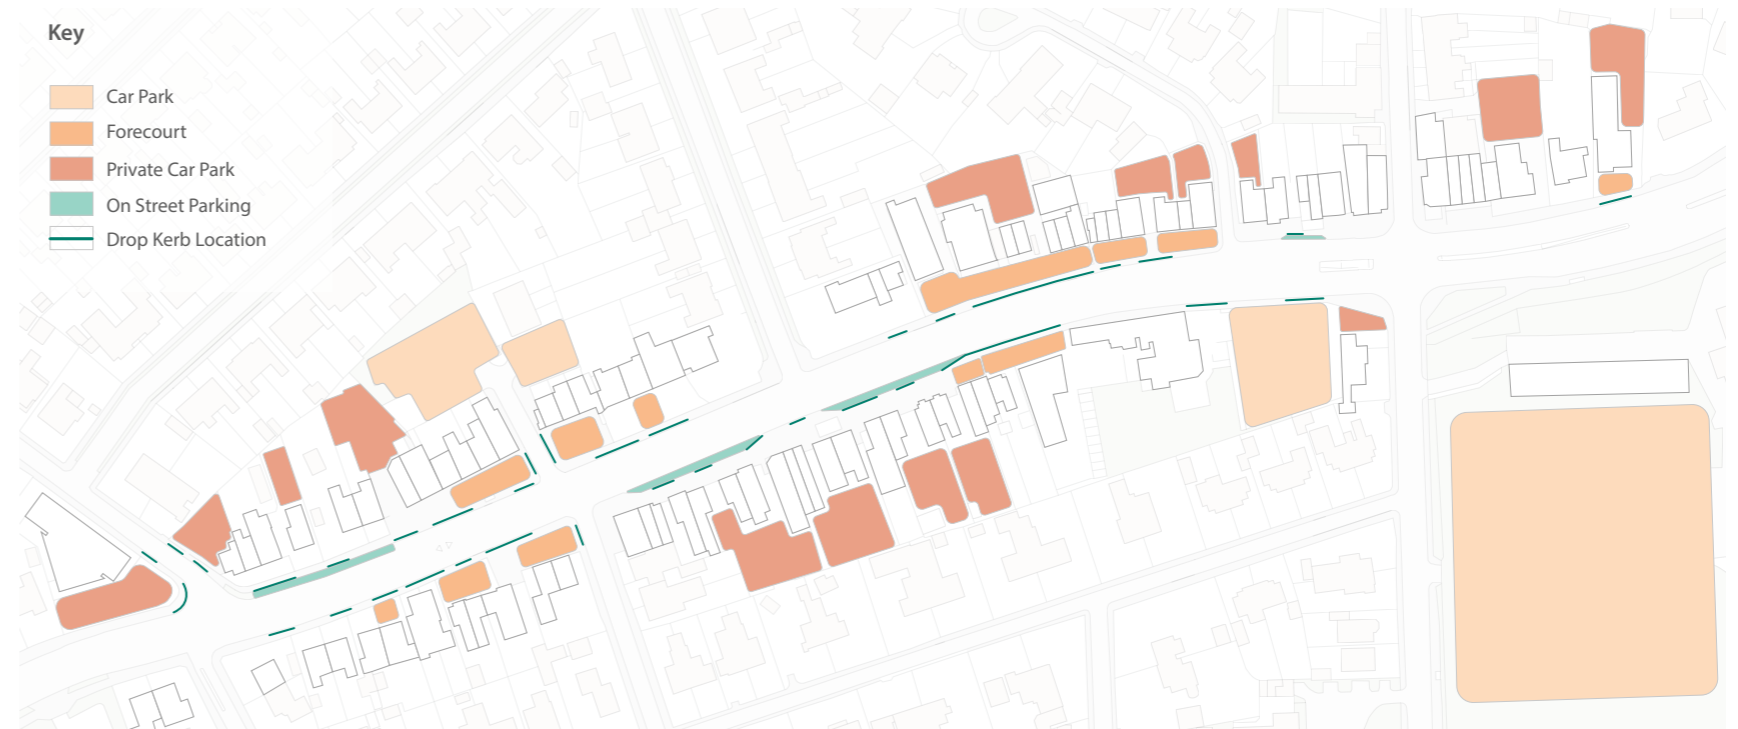 Key
Car Park
Forecourt
Private Car Park
On Street Parking
Drop Kerb Location